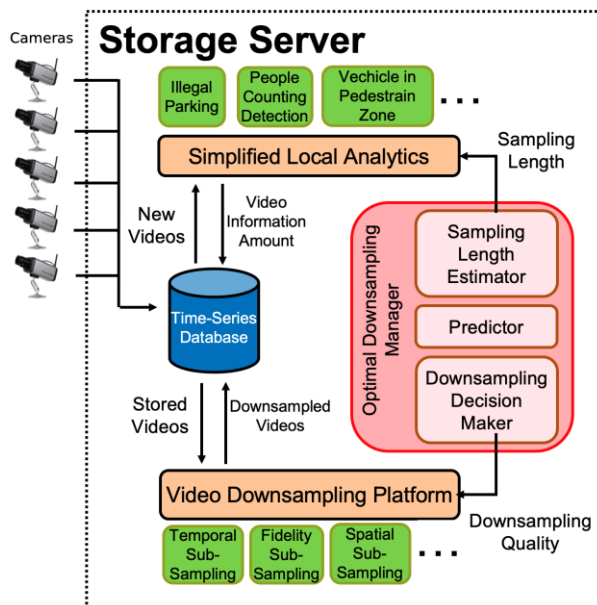 Cameras
Storage Server
Illegal
Parking
People
Counting
Detection
Vechicle in
Pedestrain
Zone
...
Simplified Local Analytics
Sampling
Length
New
Videos
Video
Information
Amount
Time-Series
Database
Optimal Downsampling
Manager
Sampling
Length
Estimator
Predictor
Downsampling
Decision
Maker
Stored
Videos
Downsampled
Videos
Video Downsampling Platform
Downsampling
Quality
Temporal
Sub-
Sampling
Fidelity
Sub-
Sampling
Spatial
Sub-
Sampling
...